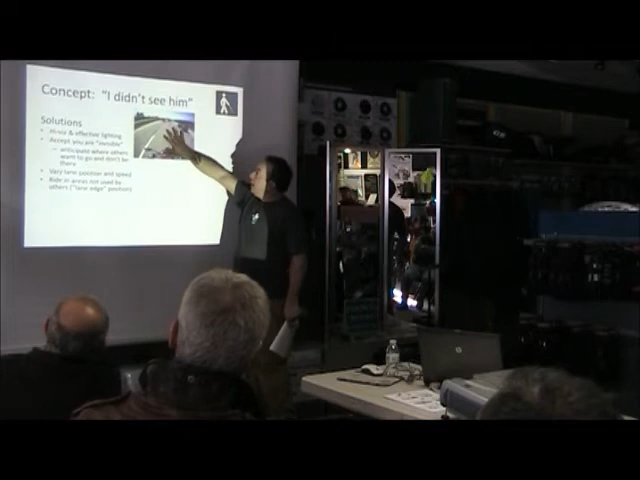 Concept: "I didn't see him"
Solutions
• Host & effective lighting
• Accept you are "invisible"
– anticipate where others
want to go and don't be
there
• Vary lane position and speed
• Ride in areas not used by
others ("lane edge" position)